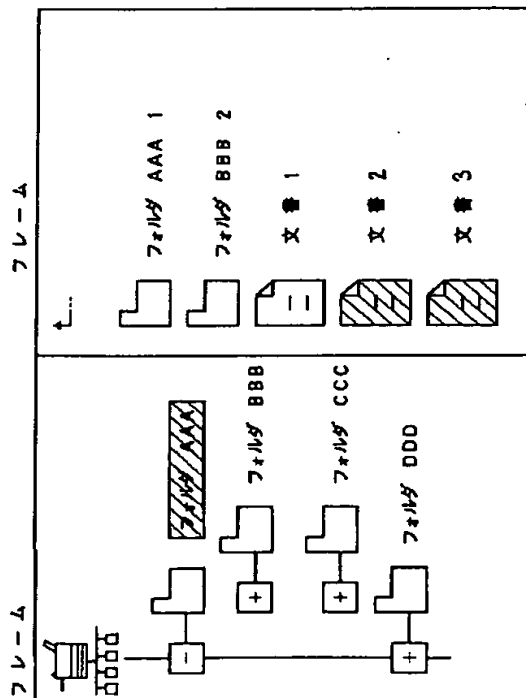 フレーム
フォルダ AAA
フォルダ BBB
フォルダ CCC
フォルダ DDD
フレーム
フォルダ AAA 1
フォルダ BBB 2
文書 1
文書 2
文書 3